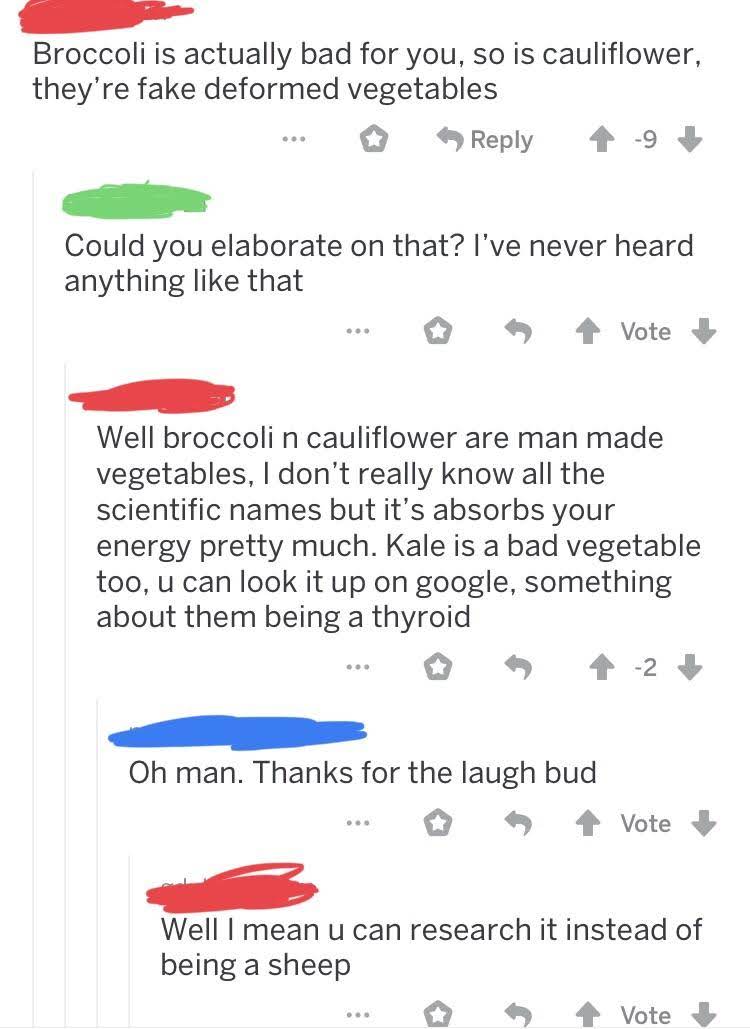 Broccoli is actually bad for you, so is cauliflower,
they’re fake deformed vegetables
Reply -9
Could you elaborate on that? I’ve never heard
anything like that
Vote
Well broccoli n cauliflower are man made
vegetables, I don’t really know all the
scientific names but it’s absorbs your
energy pretty much. Kale is a bad vegetable
too, u can look it up on google, something
about them being a thyroid
-2
Oh man. Thanks for the laugh bud
Vote
Well I mean u can research it instead of
being a sheep
Vote